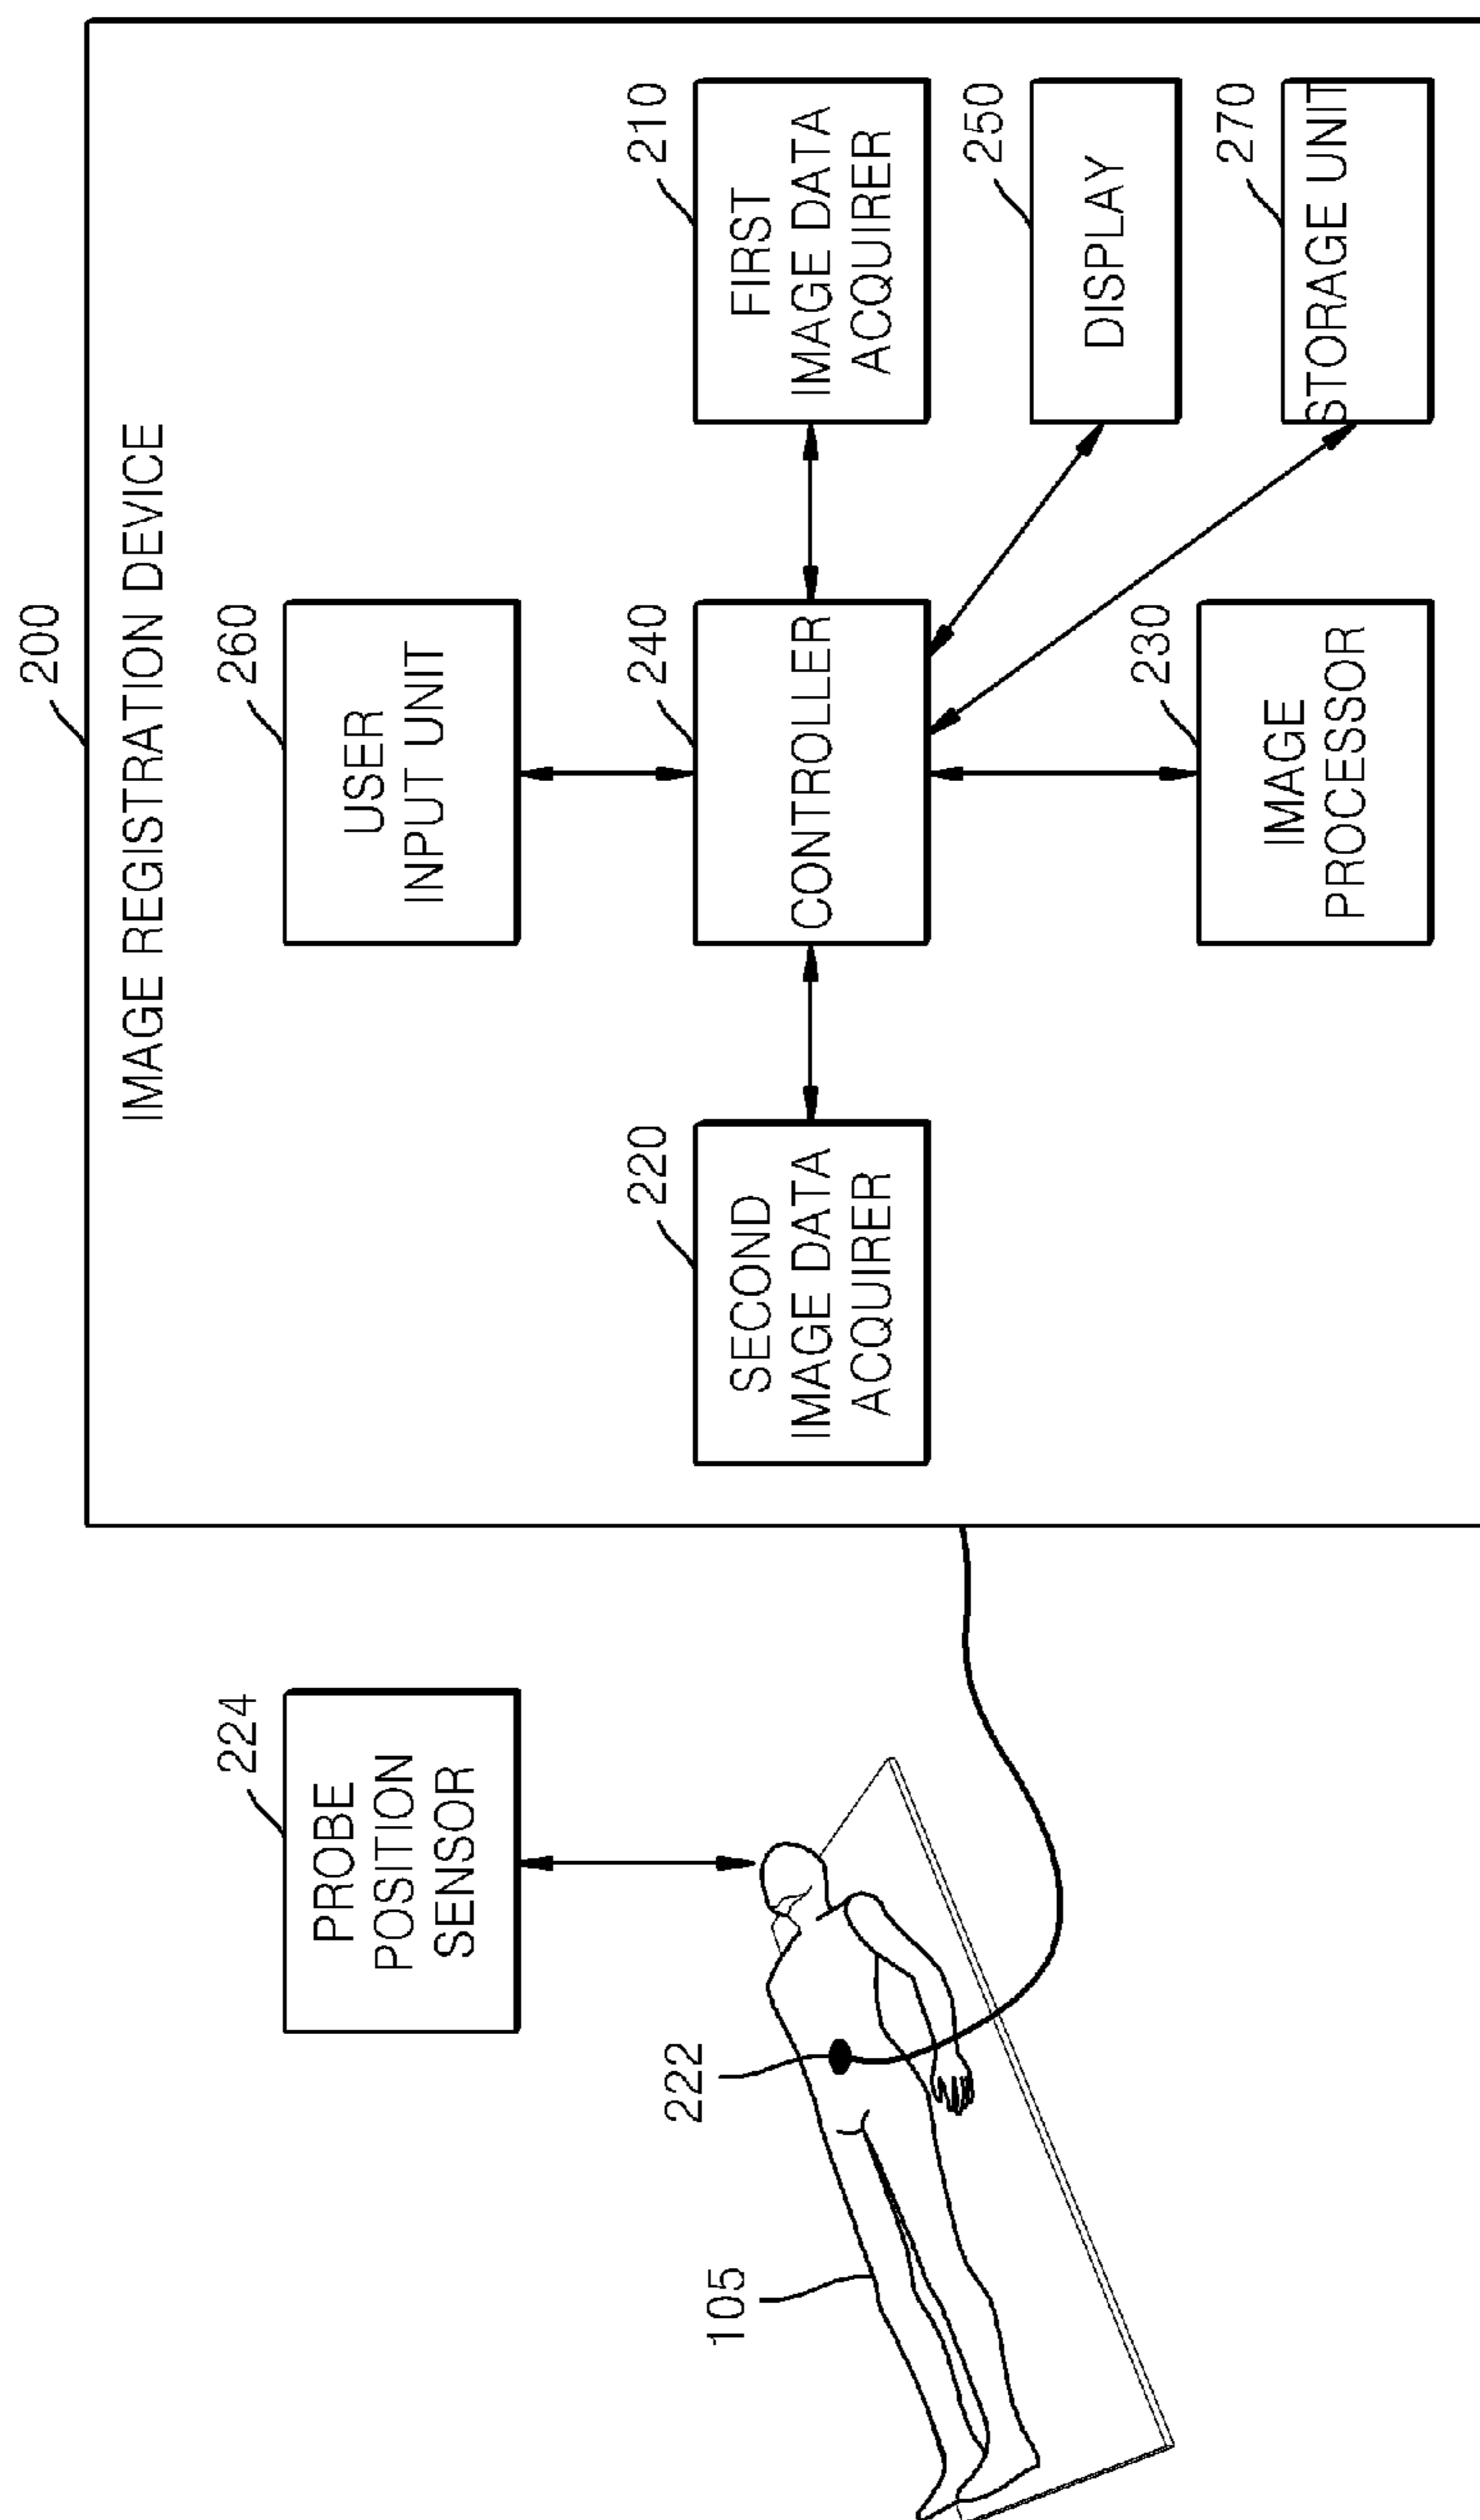 200
IMAGE REGISTRATION DEVICE
224
PROBE
POSITION
SENSOR
260
USER
INPUT UNIT
222
105
220
SECOND
IMAGE DATA
ACQUIRER
240
CONTROLLER
210
FIRST
IMAGE DATA
ACQUIRER
250
DISPLAY
230
IMAGE
PROCESSOR
270
STORAGE UNIT